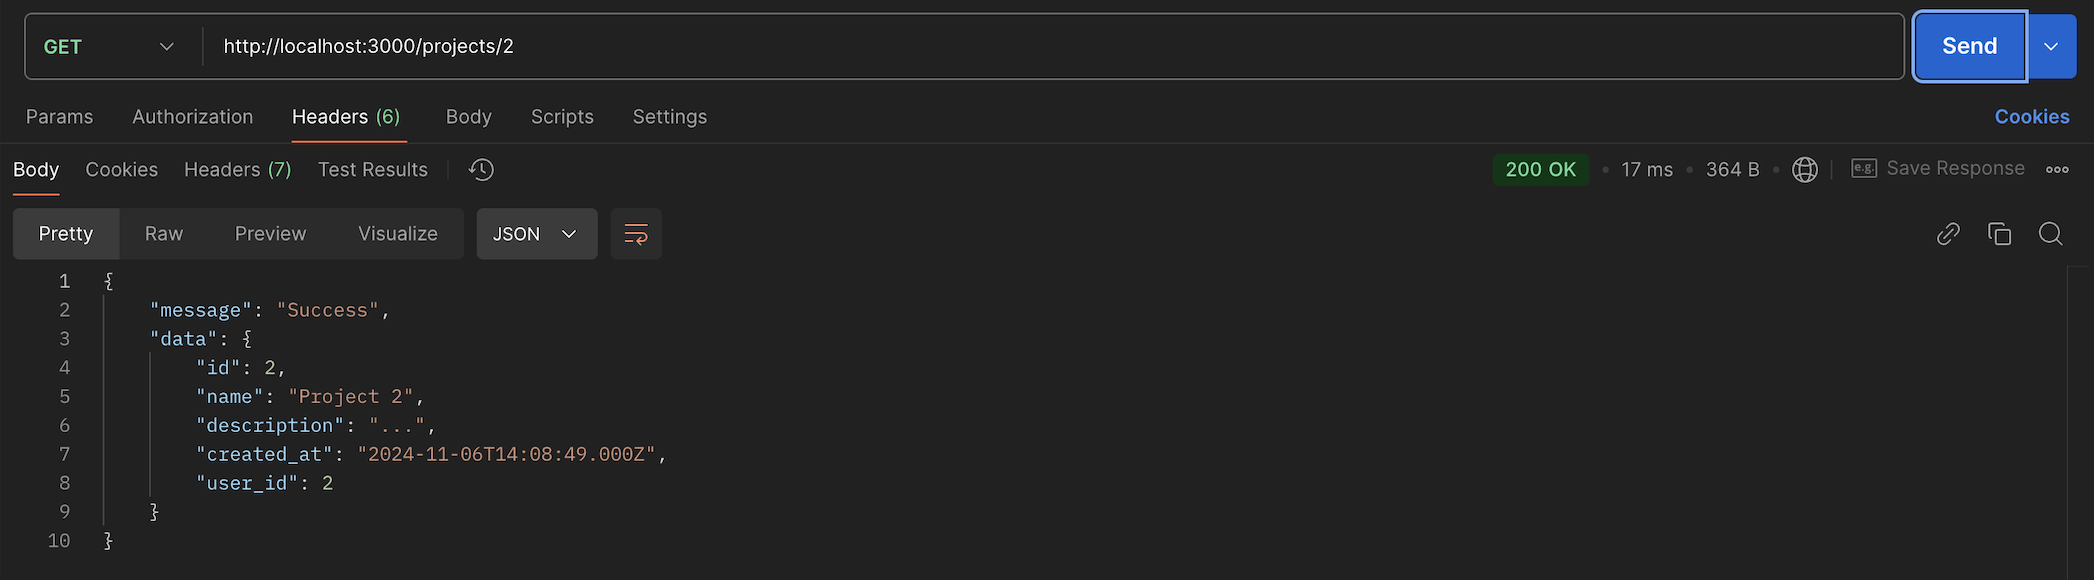 GET http://localhost:3000/projects/2 Send
Params Authorization Headers (6) Body Scripts Settings Cookies
Body Cookies Headers (7) Test Results 200 OK • 17 ms • 364 B • e.g. Save Response
Pretty Raw Preview Visualize JSON
1 {
2 "message": "Success",
3 "data": {
4 "id": 2,
5 "name": "Project 2",
6 "description": "...",
7 "created_at": "2024-11-06T14:08:49.000Z",
8 "user_id": 2
9 }
10 }